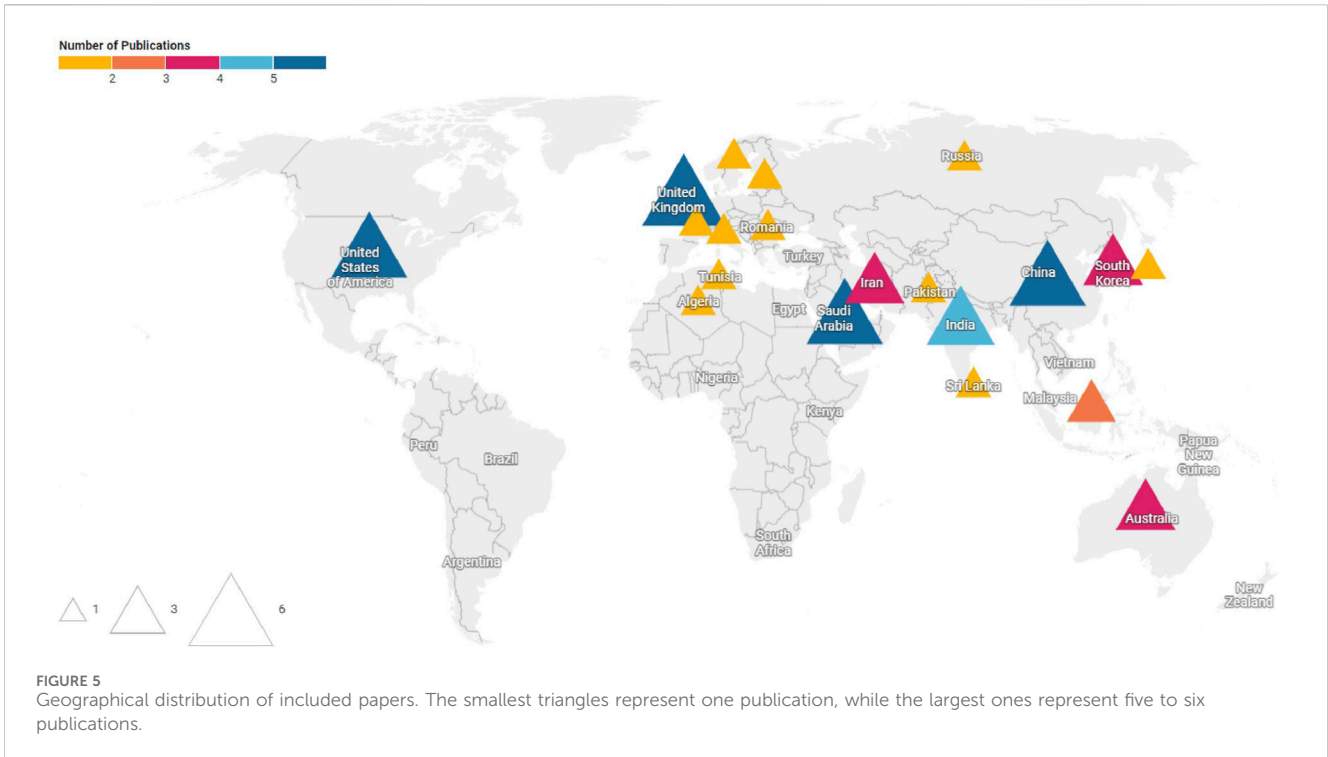 Number of Publications
2 3 4 5
Russia
United
Kingdom
Romania
United
States
of America
Turkey
Tunisia
Algeria
Iran
Pakistan
China
South
Korea
Egypt
Saudi
Arabia
India
Vietnam
Nigeria
Sri Lanka
Malaysia
Kenya
Peru
Brazil
Papua
New
Guinea
Australia
South
Africa
Argentina
New
Zealand
1 3 6
FIGURE 5
Geographical distribution of included papers. The smallest triangles represent one publication, while the largest ones represent five to six
publications.